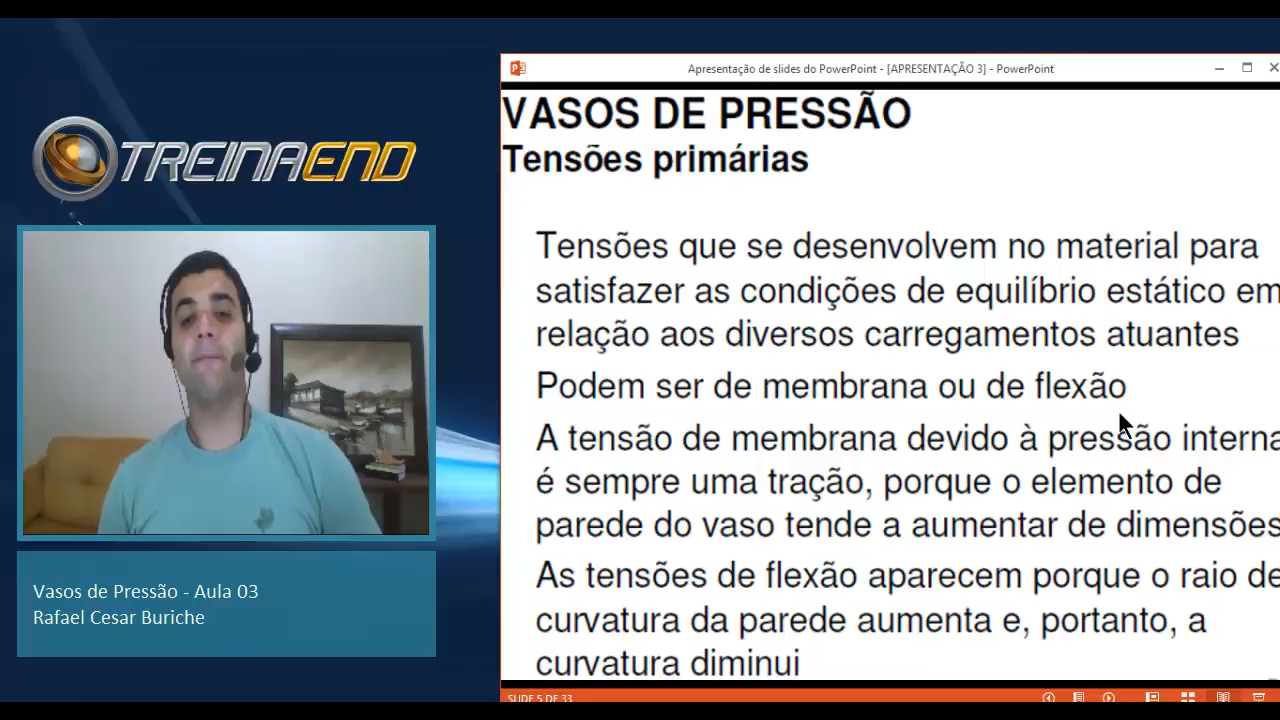 Apresentação de slides do PowerPoint - [APRESENTAÇÃO 3] - PowerPoint
TREINAEND
VASOS DE PRESSÃO
Tensões primárias
Tensões que se desenvolvem no material para
satisfazer as condições de equilíbrio estático em
relação aos diversos carregamentos atuantes
Podem ser de membrana ou de flexão
A tensão de membrana devido à pressão interna
é sempre uma tração, porque o elemento de
parede do vaso tende a aumentar de dimensões
As tensões de flexão aparecem porque o raio de
curvatura da parede aumenta e, portanto, a
curvatura diminui
Vasos de Pressão - Aula 03
Rafael Cesar Buriche
SLIDE 5 DE 33